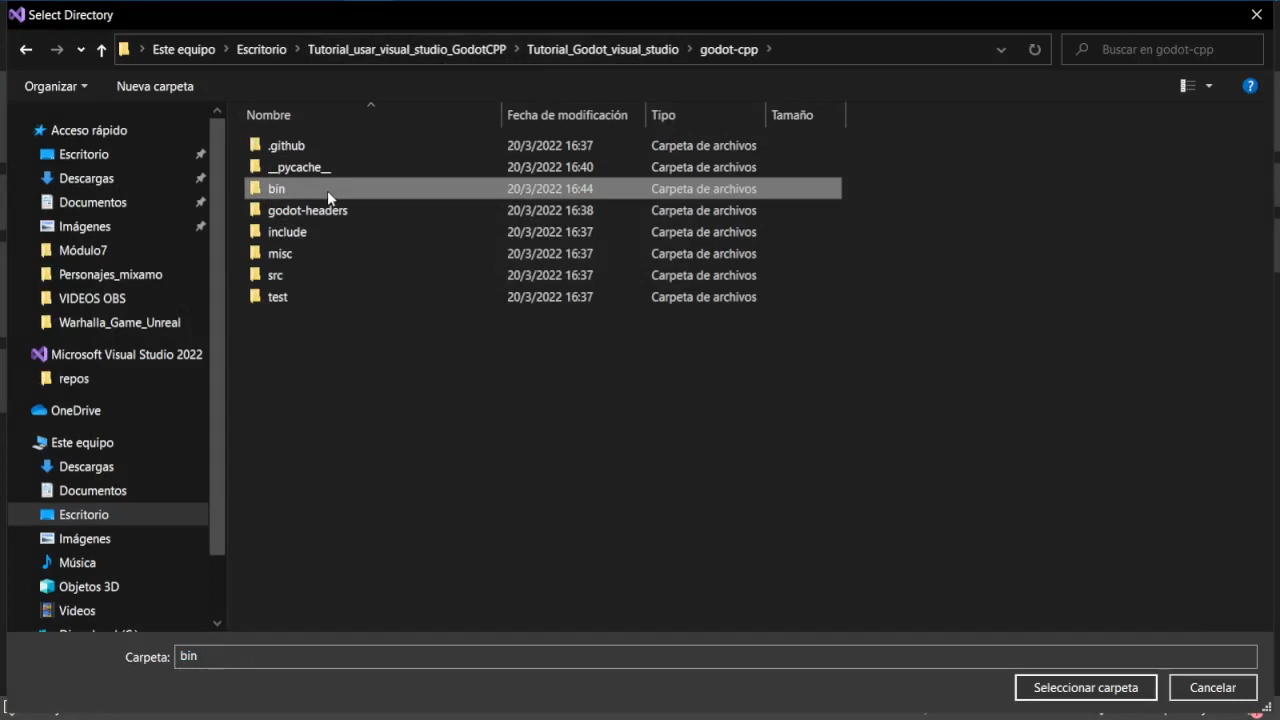 Select Directory
Este equipo
Escritorio
Tutorial_usar_visual_studio_GodotCPP
Tutorial_Godot_visual_studio
godot-cpp
Buscar en godot-cpp
Organizar
Nueva carpeta
Nombre
Fecha de modificación
Tipo
Tamaño
.github 20/3/2022 16:37 Carpeta de archivos
__pycache__ 20/3/2022 16:40 Carpeta de archivos
bin 20/3/2022 16:44 Carpeta de archivos
godot-headers 20/3/2022 16:38 Carpeta de archivos
include 20/3/2022 16:37 Carpeta de archivos
misc 20/3/2022 16:37 Carpeta de archivos
src 20/3/2022 16:37 Carpeta de archivos
test 20/3/2022 16:37 Carpeta de archivos
Acceso rápido
Escritorio
Descargas
Documentos
Imágenes
Módulo7
Personajes_mixamo
VIDEOS OBS
Warhalla_Game_Unreal
Microsoft Visual Studio 2022
repos
OneDrive
Este equipo
Descargas
Documentos
Escritorio
Imágenes
Música
Objetos 3D
Videos
Carpeta: bin
Seleccionar carpeta
Cancelar